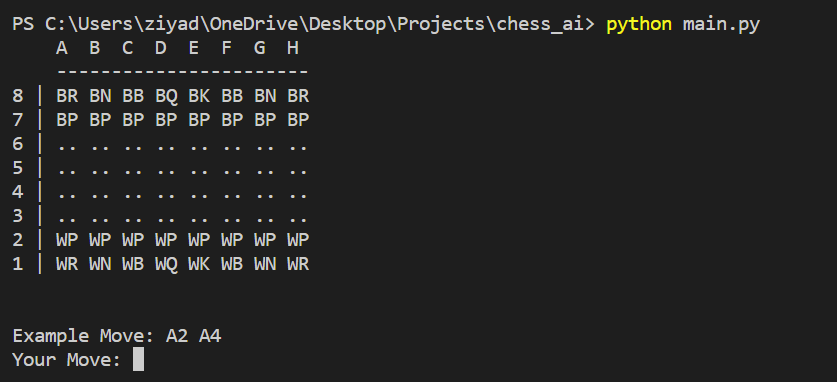 PS C:\Users\ziyad\OneDrive\Desktop\Projects\chess_ai> python main.py
    A  B  C  D  E  F  G  H
    -----------------------
8 | BR BN BB BQ BK BB BN BR
7 | BP BP BP BP BP BP BP BP
6 | .. .. .. .. .. .. .. ..
5 | .. .. .. .. .. .. .. ..
4 | .. .. .. .. .. .. .. ..
3 | .. .. .. .. .. .. .. ..
2 | WP WP WP WP WP WP WP WP
1 | WR WN WB WQ WK WB WN WR
Example Move: A2 A4
Your Move: